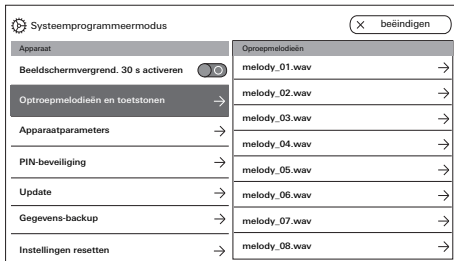 Systeemprogrammeermodus
× beëindigen
Apparaat
Beeldschermvergrend. 30 s activeren
Optroepmelodieën en toetstonen
Apparaatparameters
PIN-beveiliging
Update
Gegevens-backup
Instellingen resetten
Oproepmelodieën
melody_01.wav
melody_02.wav
melody_03.wav
melody_04.wav
melody_05.wav
melody_06.wav
melody_07.wav
melody_08.wav